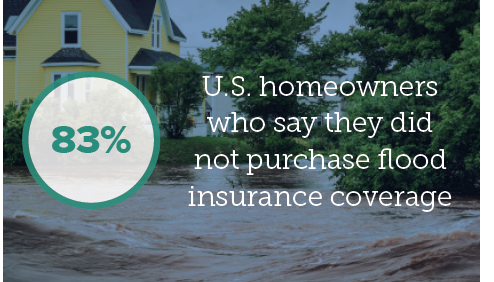 83%
U.S. homeowners
who say they did
not purchase flood
insurance coverage